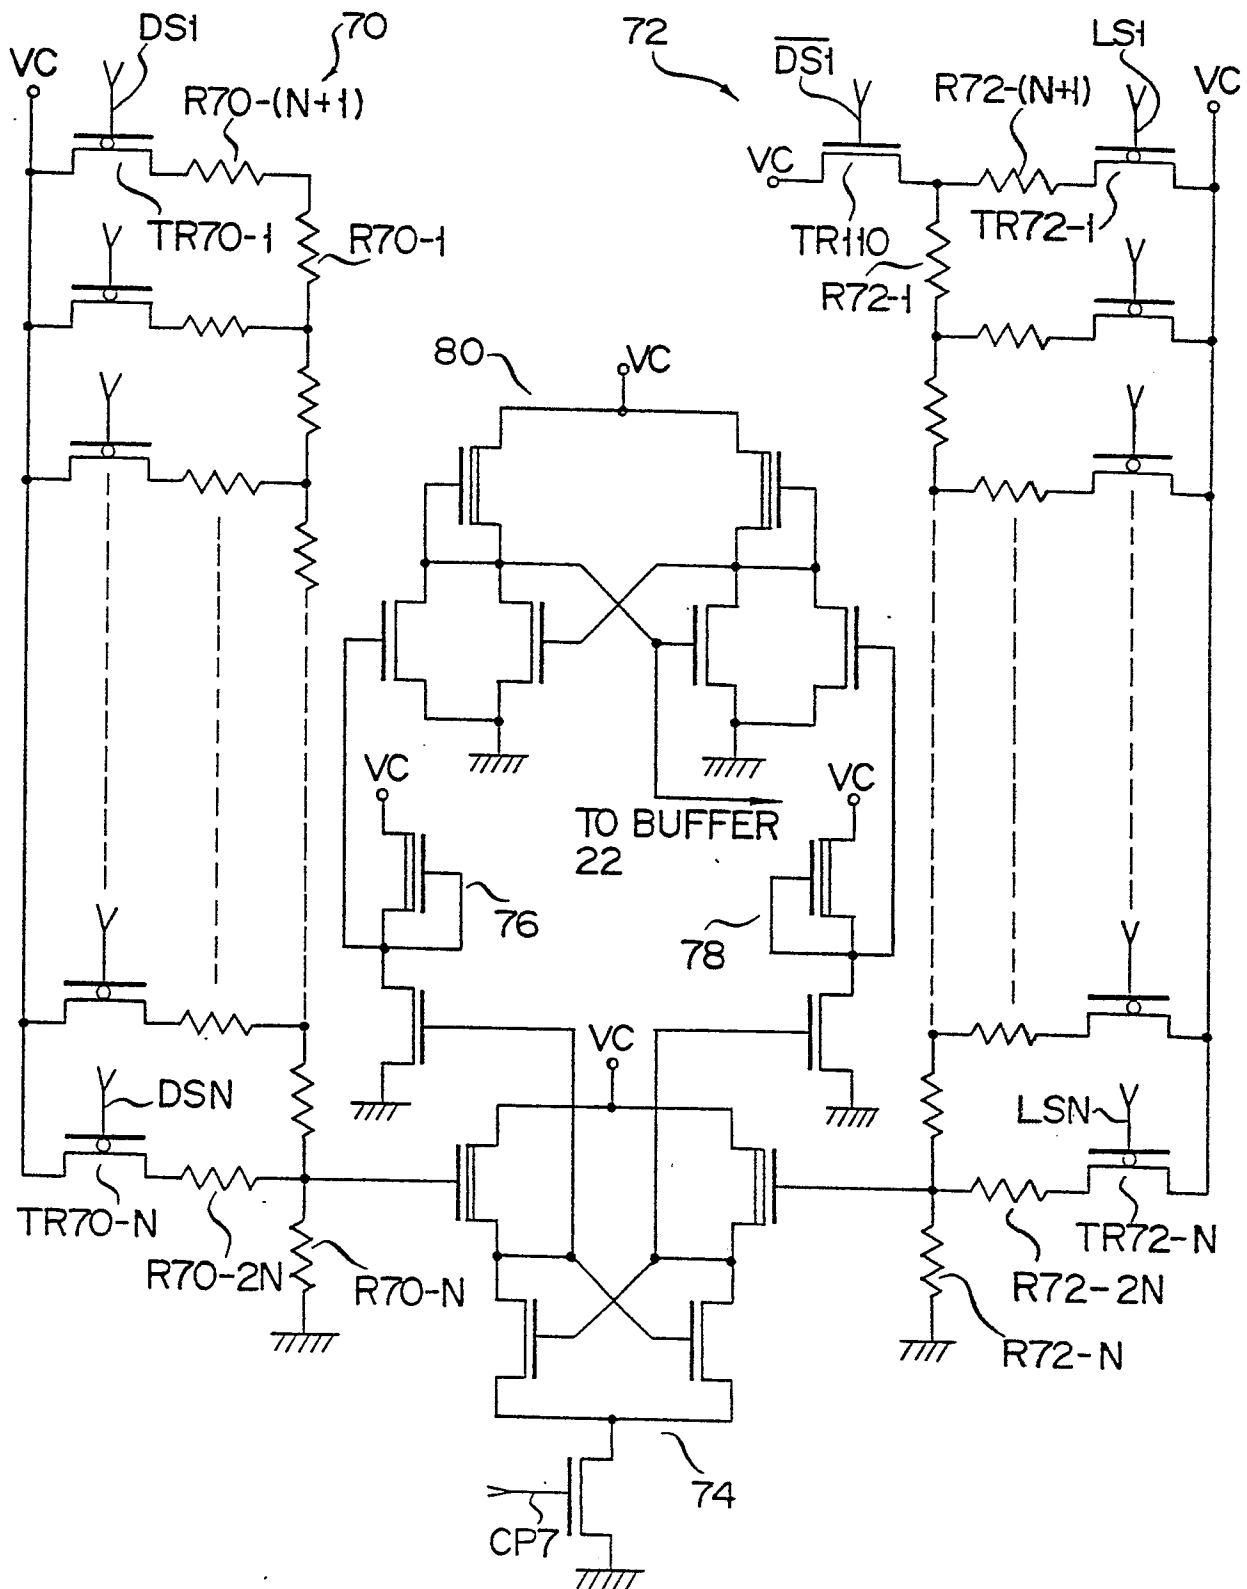 DS1
70
VC
R70-(N+1)
TR70-1
R70-1
72
D̅S̅1̅
LS1
VC
R72-(N+1)
VC
TR110
TR72-1
R72-1
80
VC
VC
VC
TO BUFFER
22
76
78
VC
DSN
LSN
TR70-N
R70-2N
R70-N
TR72-N
R72-2N
R72-N
74
CP7